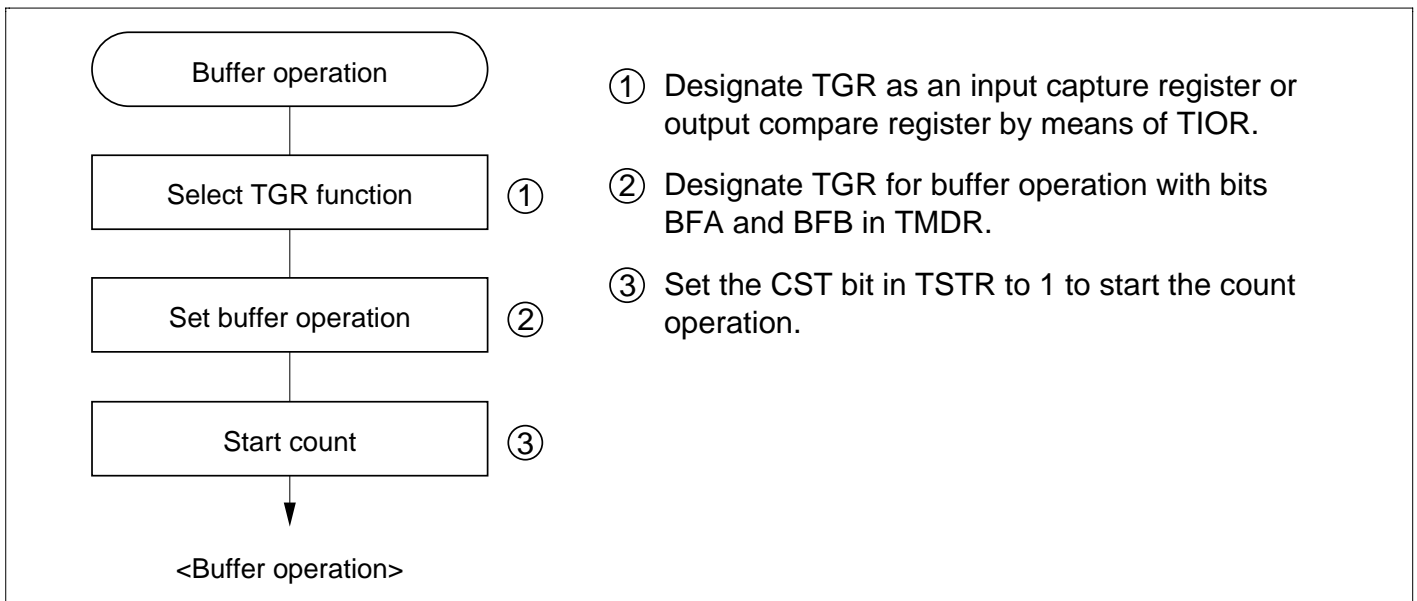 Buffer operation
Select TGR function ①
Set buffer operation ②
Start count ③
<Buffer operation>
① Designate TGR as an input capture register or
output compare register by means of TIOR.
② Designate TGR for buffer operation with bits
BFA and BFB in TMDR.
③ Set the CST bit in TSTR to 1 to start the count
operation.